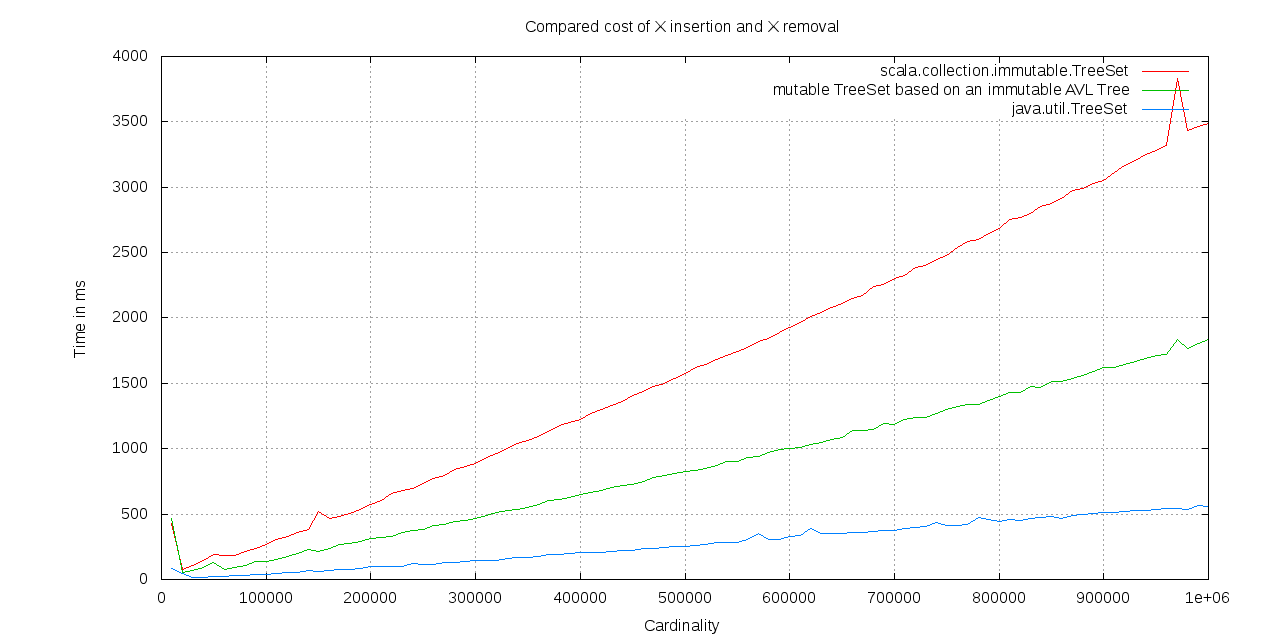 Compared cost of X insertion and X removal
scala.collection.immutable.TreeSet
mutable TreeSet based on an immutable AVL Tree
java.util.TreeSet
4000
3500
3000
2500
2000
1500
1000
500
0
Time in ms
0 100000 200000 300000 400000 500000 600000 700000 800000 900000 1e+06
Cardinality